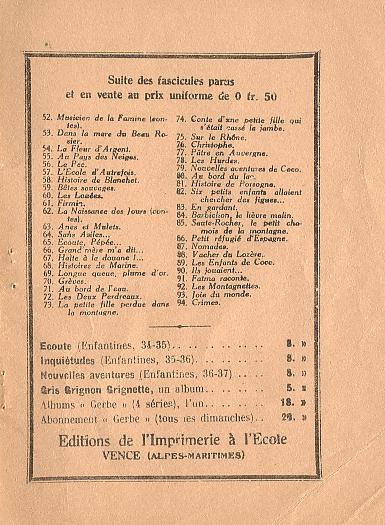 Suite des fascicules parus
et en vente au prix uniforme de 0 fr. 50
52. Musicien de la Famine (con-
tes).
53. Dans la mare du Beau Ro-
sier.
54. La Fleur d'Argent.
55. Au Pays des Neiges.
56. Le Pec.
57. L'Ecole d'Autrefois.
58. Histoire de Blanchet.
59. Bêtes sauvages.
60. Les Loades.
61. Firmin.
62. La Naissance des Jours (con-
tes).
63. Anes et Mulets.
64. Sans Asiles...
65. Ecoute, Pépée...
66. Grand'mère m'a dit...
67. Halte à la douane !...
68. Histoires de Marine.
69. Longue queue, plume d'or.
70. Grèves.
71. Au bord de l'eau.
72. Les Deux Perdreaux.
73. La petite fille perdue dans
la montagne.
74. Conte d'une petite fille qui
s'était cassé la jambe.
75. Sur le Rhône.
76. Christophe.
77. Pâtre en Auvergne.
78. Les Hurdes.
79. Nouvelles aventures de Coco.
80. Au bord du lac.
81. Histoire de Porsogne.
82. Six petits enfants allaient
chercher des figues...
83. En gardant.
84. Barbichon, le lièvre malin.
85. Saute-Rocher, le petit cha-
mois de la montagne.
86. Petit réfugié d'Espagne.
87. Nomades.
88. Vacher du Lozère.
89. Les Enfants de Coco.
90. Ils jouaient...
91. Fatma raconte.
92. Les Montagnettes.
93. Joie du monde.
94. Crimes.
Ecoute (Enfantines, 34-35).......... 8. »
Inquiétudes (Enfantines, 35-36)........ 8. »
Nouvelles aventures (Enfantines, 36-37) ...... 8. »
Gris Grignon Grignette, un album........ 5. »
Albums « Gerbe » (4 séries), l'un........ 18. »
Abonnement « Gerbe » (tous les dimanches).. 20. »
Editions de l'Imprimerie à l'Ecole
VENCE (ALPES-MARITIMES)